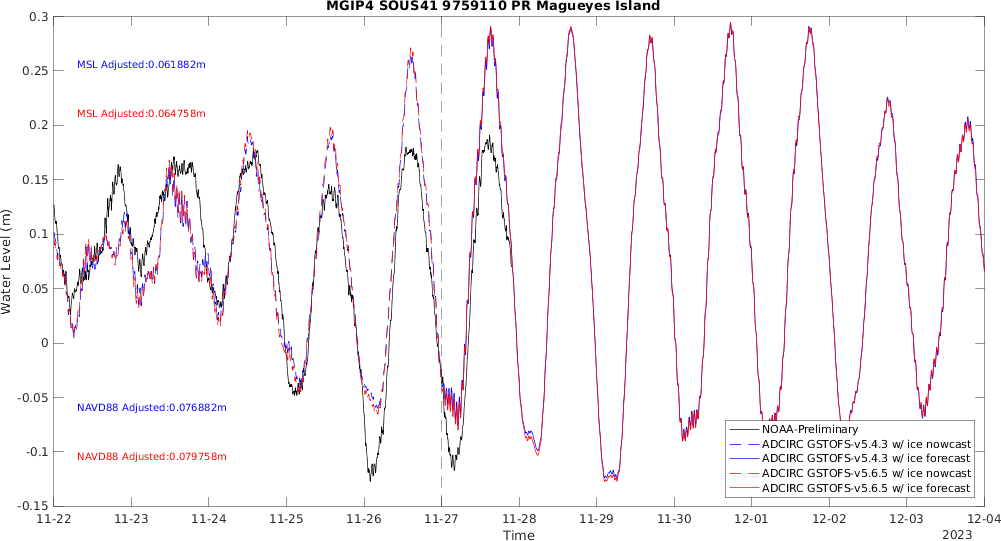 MGIP4 SOUS41 9759110 PR Magueyes Island
0.3
0.25
0.2
0.15
0.1
0.05
0
-0.05
-0.1
-0.15
Water Level (m)
MSL Adjusted:0.061882m
MSL Adjusted:0.064758m
NAVD88 Adjusted:0.076882m
NAVD88 Adjusted:0.079758m
NOAA-Preliminary
ADCIRC GSTOFS-v5.4.3 w/ ice nowcast
ADCIRC GSTOFS-v5.4.3 w/ ice forecast
ADCIRC GSTOFS-v5.6.5 w/ ice nowcast
ADCIRC GSTOFS-v5.6.5 w/ ice forecast
11-22 11-23 11-24 11-25 11-26 11-27 11-28 11-29 11-30 12-01 12-02 12-03 12-04
Time
2023